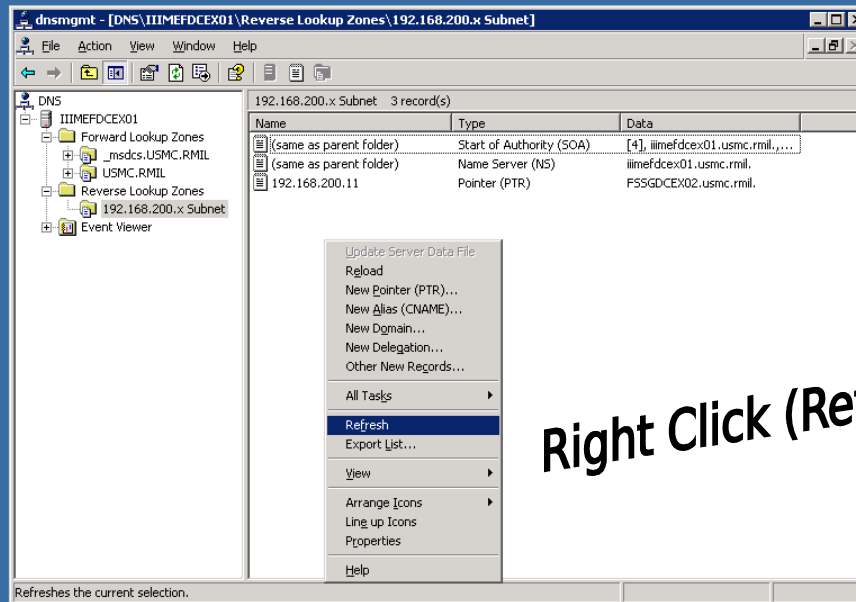 dnsmgmt - [DNS\IIIMEFDCEX01\Reverse Lookup Zones\192.168.200.x Subnet]
File Action View Window Help
DNS
IIIMEFDCEX01
Forward Lookup Zones
_msdcs.USMC.RMIL
USMC.RMIL
Reverse Lookup Zones
192.168.200.x Subnet
Event Viewer
192.168.200.x Subnet 3 record(s)
Name Type Data
(same as parent folder) Start of Authority (SOA) [4], iiimefdcex01.usmc.rmil.,...
(same as parent folder) Name Server (NS) iiimefdcex01.usmc.rmil.
192.168.200.11 Pointer (PTR) FSSGDCEX02.usmc.rmil.
Update Server Data File
Reload
New Pointer (PTR)...
New Alias (CNAME)...
New Domain...
New Delegation...
Other New Records...
All Tasks
Refresh
Export List...
View
Arrange Icons
Line up Icons
Properties
Help
Right Click (Re
Refreshes the current selection.